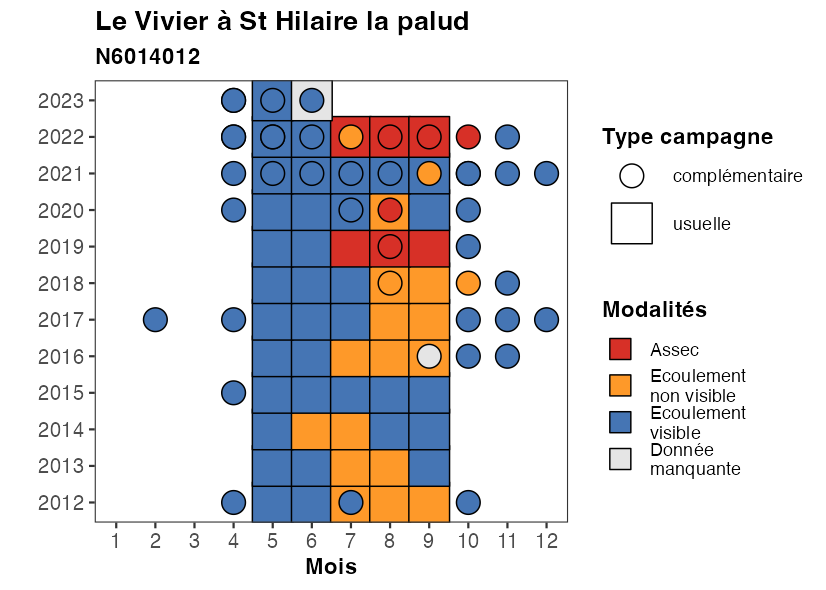 Le Vivier à St Hilaire la palud
N6014012
2023
2022
2021
2020
2019
2018
2017
2016
2015
2014
2013
2012
1 2 3 4 5 6 7 8 9 10 11 12
Mois
Type campagne
complémentaire
usuelle
Modalités
Assec
Ecoulement
non visible
Ecoulement
visible
Donnée
manquante